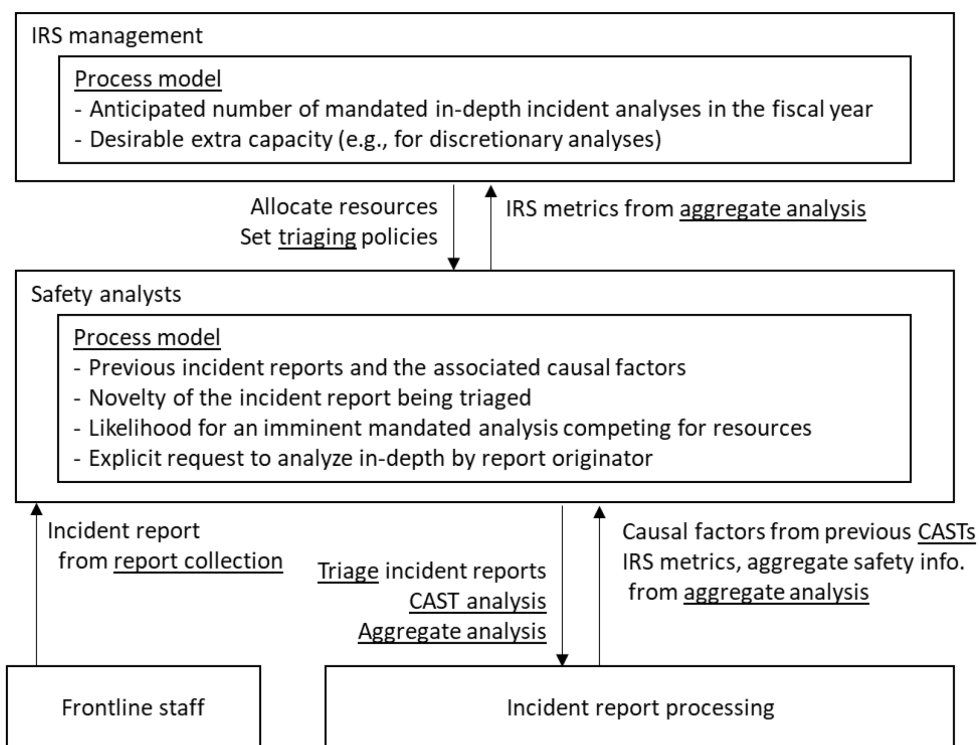 IRS management
Process model
- Anticipated number of mandated in-depth incident analyses in the fiscal year
- Desirable extra capacity (e.g., for discretionary analyses)
Allocate resources
Set triaging policies
IRS metrics from aggregate analysis
Safety analysts
Process model
- Previous incident reports and the associated causal factors
- Novelty of the incident report being triaged
- Likelihood for an imminent mandated analysis competing for resources
- Explicit request to analyze in-depth by report originator
Incident report
from report collection
Triage incident reports
CAST analysis
Aggregate analysis
Causal factors from previous CASTs
IRS metrics, aggregate safety info.
from aggregate analysis
Frontline staff
Incident report processing